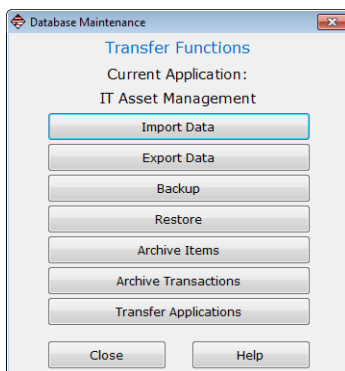 Database Maintenance
Transfer Functions
Current Application:
IT Asset Management
Import Data
Export Data
Backup
Restore
Archive Items
Archive Transactions
Transfer Applications
Close Help